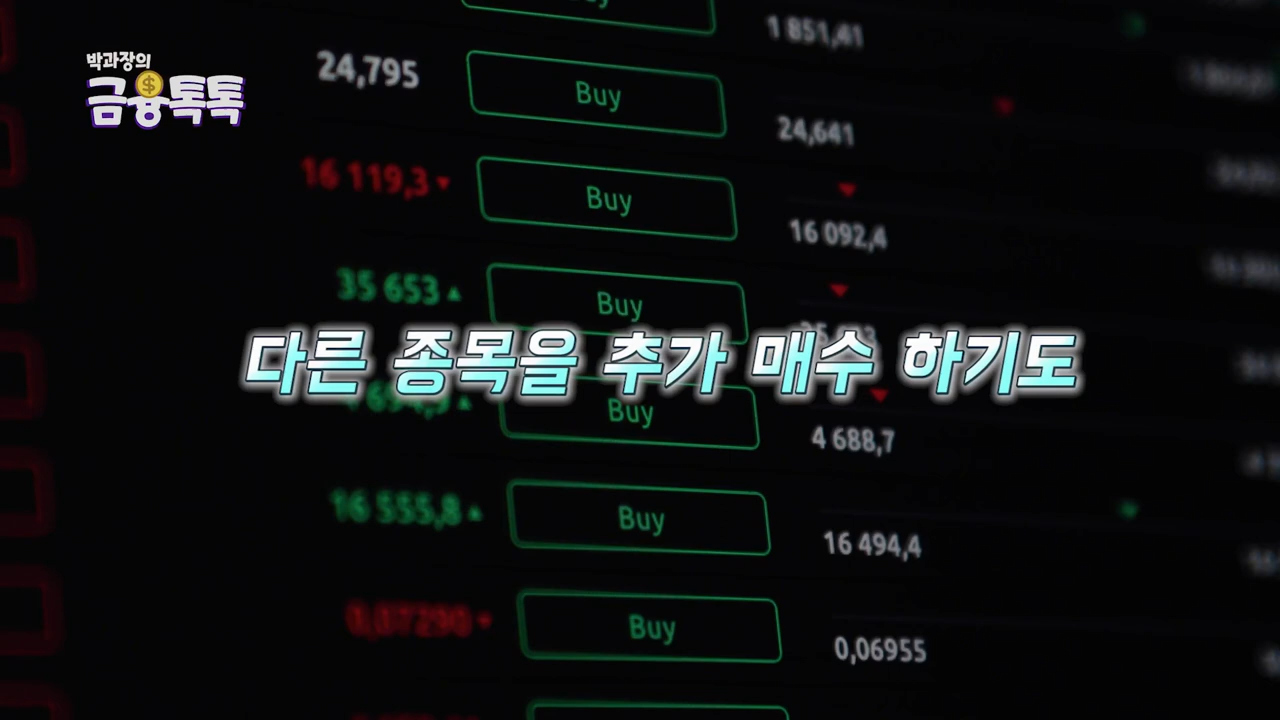 박과장의
금융톡톡
1 851,41
24,795 Buy
24,641
16 119,3 Buy
16 092,4
35 653 Buy
다른 종목을 추가 매수 하기도
Buy
4 688,7
16 555,8 Buy
16 494,4
0,07290 Buy
0,06955